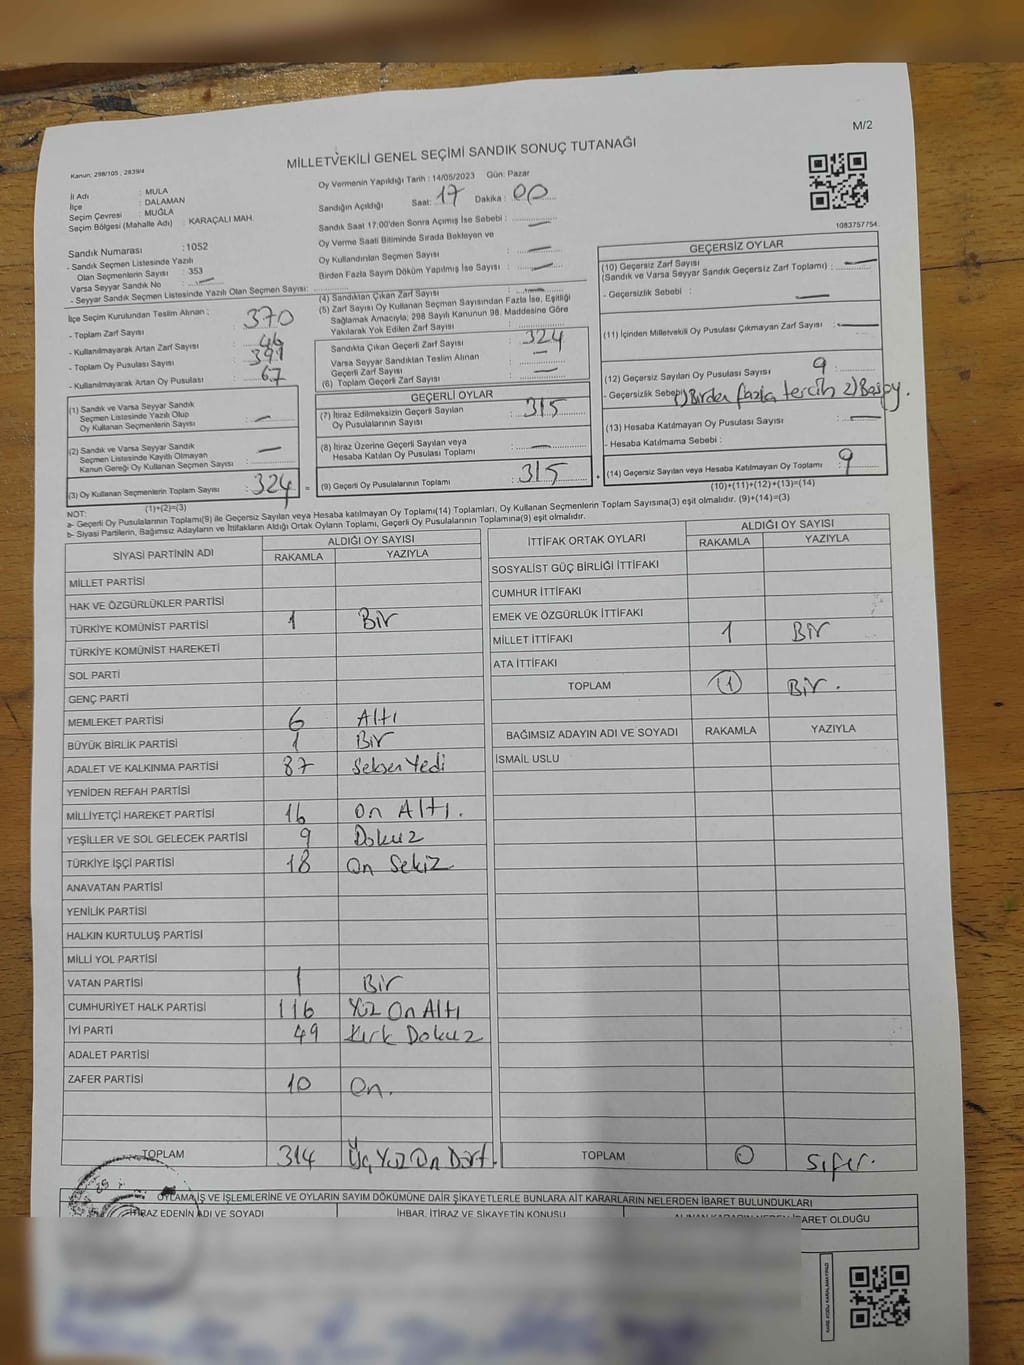 M/2
MİLLETVEKİLİ GENEL SEÇİMİ SANDIK SONUÇ TUTANAĞI
Kanun: 298/105 , 2839/4
Oy Vermenin Yapıldığı Tarih : 14/05/2023 Gün: Pazar
İl Adı : MUĞLA
İlçe : DALAMAN
Seçim Çevresi : MUĞLA
Seçim Bölgesi (Mahalle Adı) : KARAÇALI MAH.
Sandığın Açıldığı Saat: 17 Dakika : 00
Sandık Saat 17.00'den Sonra Açılmış İse Sebebi : —
Oy Verme Saati Bitiminde Sırada Bekleyen ve
Oy Kullandırılan Seçmen Sayısı : —
Birden Fazla Sayım Döküm Yapılmış İse Sayısı : —
1083757754
Sandık Numarası : 1052
- Sandık Seçmen Listesinde Yazılı
Olan Seçmenlerin Sayısı : 353
Varsa Seyyar Sandık No : —
- Seyyar Sandık Seçmen Listesinde Yazılı Olan Seçmen Sayısı:
İlçe Seçim Kurulundan Teslim Alınan :
- Toplam Zarf Sayısı : 370
- Kullanılmayarak Artan Zarf Sayısı : 46
- Toplam Oy Pusulası Sayısı : 391
- Kullanılmayarak Artan Oy Pusulası : 67
(1) Sandık ve Varsa Seyyar Sandık
Seçmen Listesinde Yazılı Olup
Oy Kullanan Seçmenlerin Sayısı : —
(2) Sandık ve Varsa Seyyar Sandık
Seçmen Listesinde Kayıtlı Olmayan
Kanun Gereği Oy Kullanan Seçmen Sayısı : —
(3) Oy Kullanan Seçmenlerin Toplam Sayısı : 324
(1)+(2)=(3)
(4) Sandıktan Çıkan Zarf Sayısı : —
(5) Zarf Sayısı Oy Kullanan Seçmen Sayısından Fazla İse, Eşitliği
Sağlamak Amacıyla; 298 Sayılı Kanunun 98. Maddesine Göre
Yakılarak Yok Edilen Zarf Sayısı :
Sandıkta Çıkan Geçerli Zarf Sayısı : 324
Varsa Seyyar Sandıktan Teslim Alınan
Geçerli Zarf Sayısı : —
(6) Toplam Geçerli Zarf Sayısı : —
GEÇERLİ OYLAR
(7) İtiraz Edilmeksizin Geçerli Sayılan
Oy Pusulasının Sayısı : 315
(8) İtiraz Üzerine Geçerli Sayılan veya
Hesaba Katılan Oy Pusulası Toplamı : —
(9) Geçerli Oy Pusulalarının Toplamı : 315
GEÇERSİZ OYLAR
(10) Geçersiz Zarf Sayısı
(Sandık ve Varsa Seyyar Sandık Geçersiz Zarf Toplamı) : —
- Geçersizlik Sebebi : —
(11) İçinden Milletvekili Oy Pusulası Çıkmayan Zarf Sayısı : —
(12) Geçersiz Sayılan Oy Pusulası Sayısı : 9
- Geçersizlik Sebebi : 1) Birden fazla tercih 2) Boş oy.
(13) Hesaba Katılmayan Oy Pusulası Sayısı : —
- Hesaba Katılmama Sebebi :
(14) Geçersiz Sayılan veya Hesaba Katılmayan Oy Toplamı : 9
(10)+(11)+(12)+(13)=(14)
NOT:
a- Geçerli Oy Pusulalarının Toplamı(9) ile Geçersiz Sayılan veya Hesaba katılmayan Oy Toplamı(14) Toplamları, Oy Kullanan Seçmenlerin Toplam Sayısına(3) eşit olmalıdır. (9)+(14)=(3)
b- Siyasi Partilerin, Bağımsız Adayların ve İttifakların Aldığı Ortak Oyların Toplamı, Geçerli Oy Pusulalarının Toplamına(9) eşit olmalıdır.
SİYASİ PARTİNİN ADI ALDIĞI OY SAYISI
RAKAMLA YAZIYLA
MİLLET PARTİSİ
HAK VE ÖZGÜRLÜKLER PARTİSİ
TÜRKİYE KOMÜNİST PARTİSİ 1 Bir
TÜRKİYE KOMÜNİST HAREKETİ
SOL PARTİ
GENÇ PARTİ
MEMLEKET PARTİSİ 6 Altı
BÜYÜK BİRLİK PARTİSİ 1 Bir
ADALET VE KALKINMA PARTİSİ 87 Seksen Yedi
YENİDEN REFAH PARTİSİ
MİLLİYETÇİ HAREKET PARTİSİ 16 On Altı.
YEŞİLLER VE SOL GELECEK PARTİSİ 9 Dokuz
TÜRKİYE İŞÇİ PARTİSİ 18 On Sekiz
ANAVATAN PARTİSİ
YENİLİK PARTİSİ
HALKIN KURTULUŞ PARTİSİ
MİLLİ YOL PARTİSİ
VATAN PARTİSİ 1 Bir
CUMHURİYET HALK PARTİSİ 116 Yüz On Altı
İYİ PARTİ 49 Kırk Dokuz
ADALET PARTİSİ
ZAFER PARTİSİ 10 On.
TOPLAM 314 Üç Yüz On Dört.
İTTİFAK ORTAK OYLARI ALDIĞI OY SAYISI
RAKAMLA YAZIYLA
SOSYALİST GÜÇ BİRLİĞİ İTTİFAKI
CUMHUR İTTİFAKI
EMEK VE ÖZGÜRLÜK İTTİFAKI
MİLLET İTTİFAKI 1 Bir
ATA İTTİFAKI
TOPLAM 1 Bir.
BAĞIMSIZ ADAYIN ADI VE SOYADI RAKAMLA YAZIYLA
İSMAİL USLU
TOPLAM 0 Sıfır.
OYLAMA İŞ VE İŞLEMLERİNE VE OYLARIN SAYIM DÖKÜMÜNE DAİR ŞİKAYETLERLE BUNLARA AİT KARARLARIN NELERDEN İBARET BULUNDUKLARI
İTİRAZ EDENİN ADI VE SOYADI İHBAR, İTİRAZ VE ŞİKAYETİN KONUSU ALINAN KARARIN NEDEN İBARET OLDUĞU